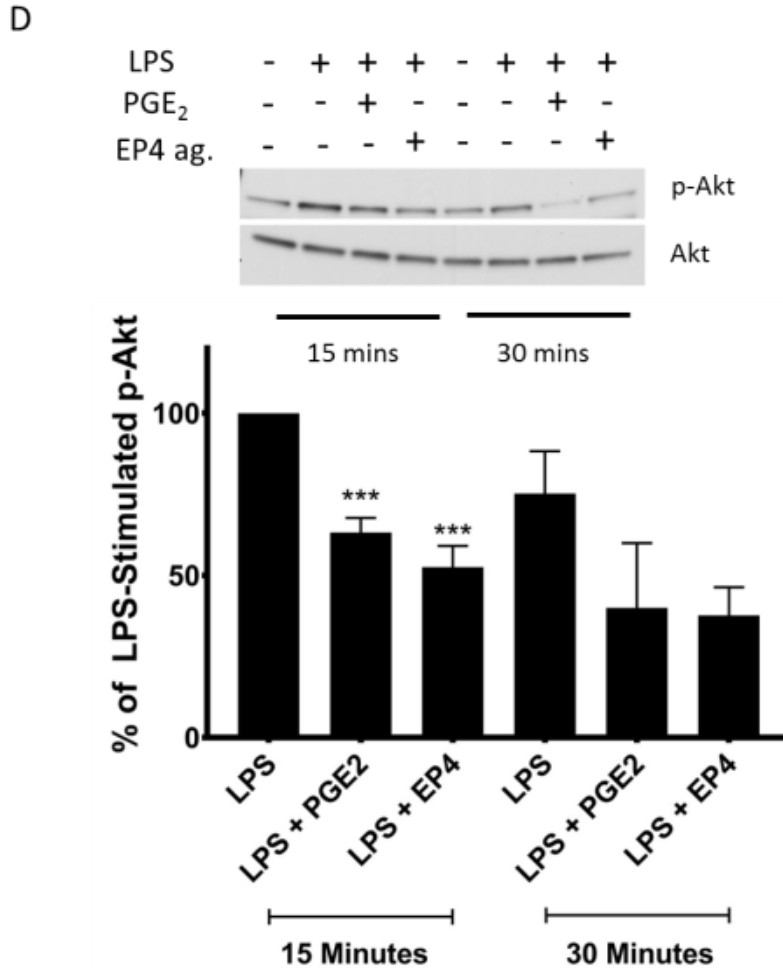 D
LPS - + + + - + + +
PGE₂ - - + - - - + -
EP4 ag. - - - + - - - +
p-Akt
Akt
15 mins 30 mins
% of LPS-Stimulated p-Akt
100
50
0
***
***
LPS
LPS + PGE2
LPS + EP4
LPS
LPS + PGE2
LPS + EP4
15 Minutes 30 Minutes